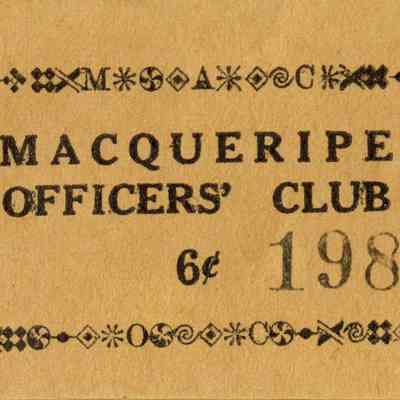 M A C
MACQUERIPE
OFFICERS' CLUB
6¢ 198
O C